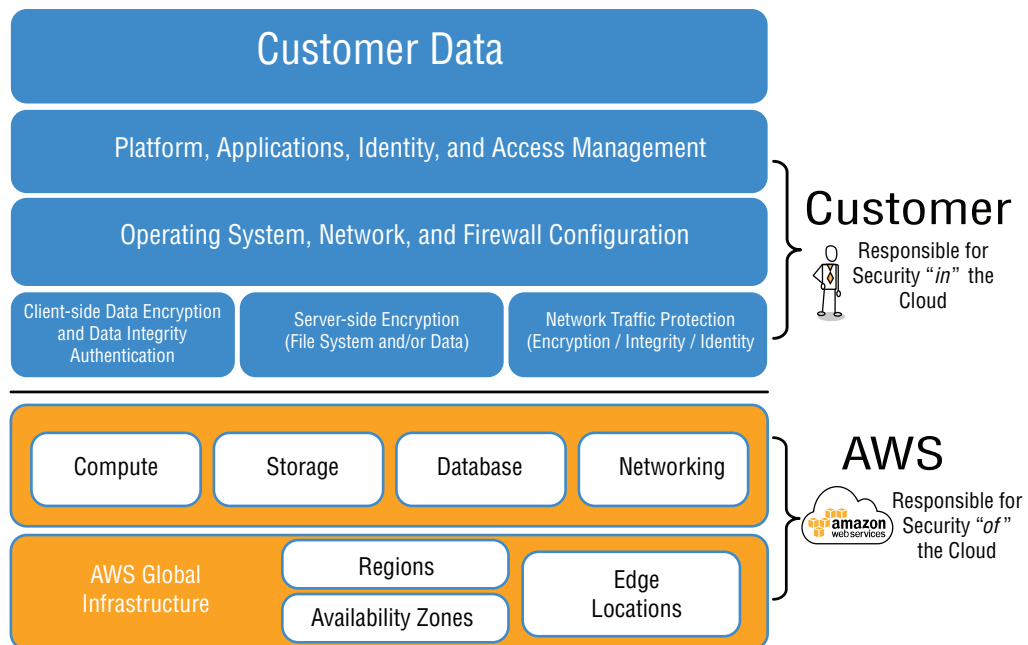 Customer Data
Platform, Applications, Identity, and Access Management
Operating System, Network, and Firewall Configuration
Client-side Data Encryption
and Data Integrity
Authentication
Server-side Encryption
(File System and/or Data)
Network Traffic Protection
(Encryption / Integrity / Identity
Customer
Responsible for
Security “in” the
Cloud
Compute
Storage
Database
Networking
AWS Global
Infrastructure
Regions
Availability Zones
Edge
Locations
AWS
amazon
webservices
Responsible for
Security “of”
the Cloud